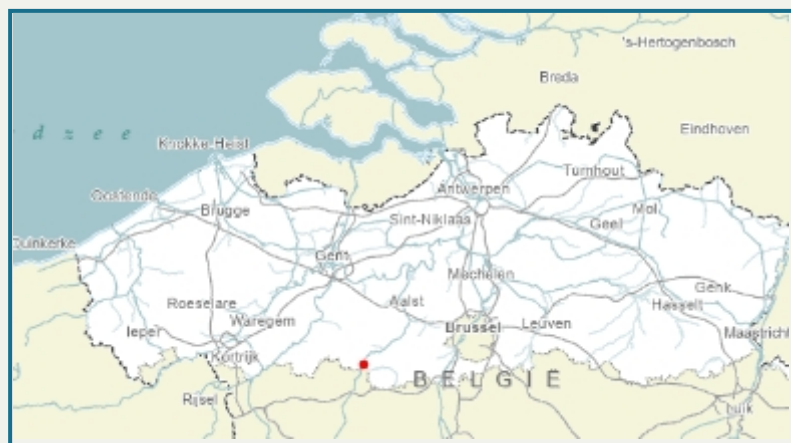 's-Hertogenbosch
Breda
d z e e
Eindhoven
Knokke-Heist
Turnhout
Antwerpen
Oostende
Mol
Brugge
Sint-Niklaas
Geel
Duinkerke
Gent
Mechelen
Genk
Roeselare
Aalst
Hasselt
Waregem
Brussel
Leuven
Ieper
Maastricht
Kortrijk
BELGIË
Rijsel
Luik